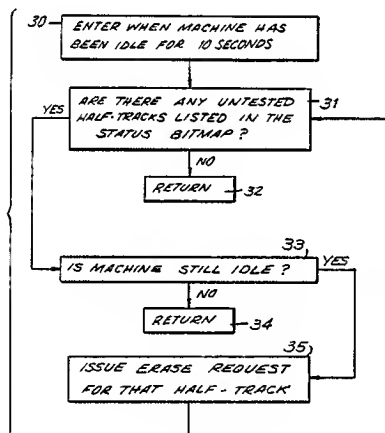 30
ENTER WHEN MACHINE HAS
BEEN IDLE FOR 10 SECONDS
YES
ARE THERE ANY UNTESTED
HALF-TRACKS LISTED IN THE
STATUS BITMAP?
31
NO
RETURN
32
33
IS MACHINE STILL IDLE?
YES
NO
RETURN
34
35
ISSUE ERASE REQUEST
FOR THAT HALF-TRACK